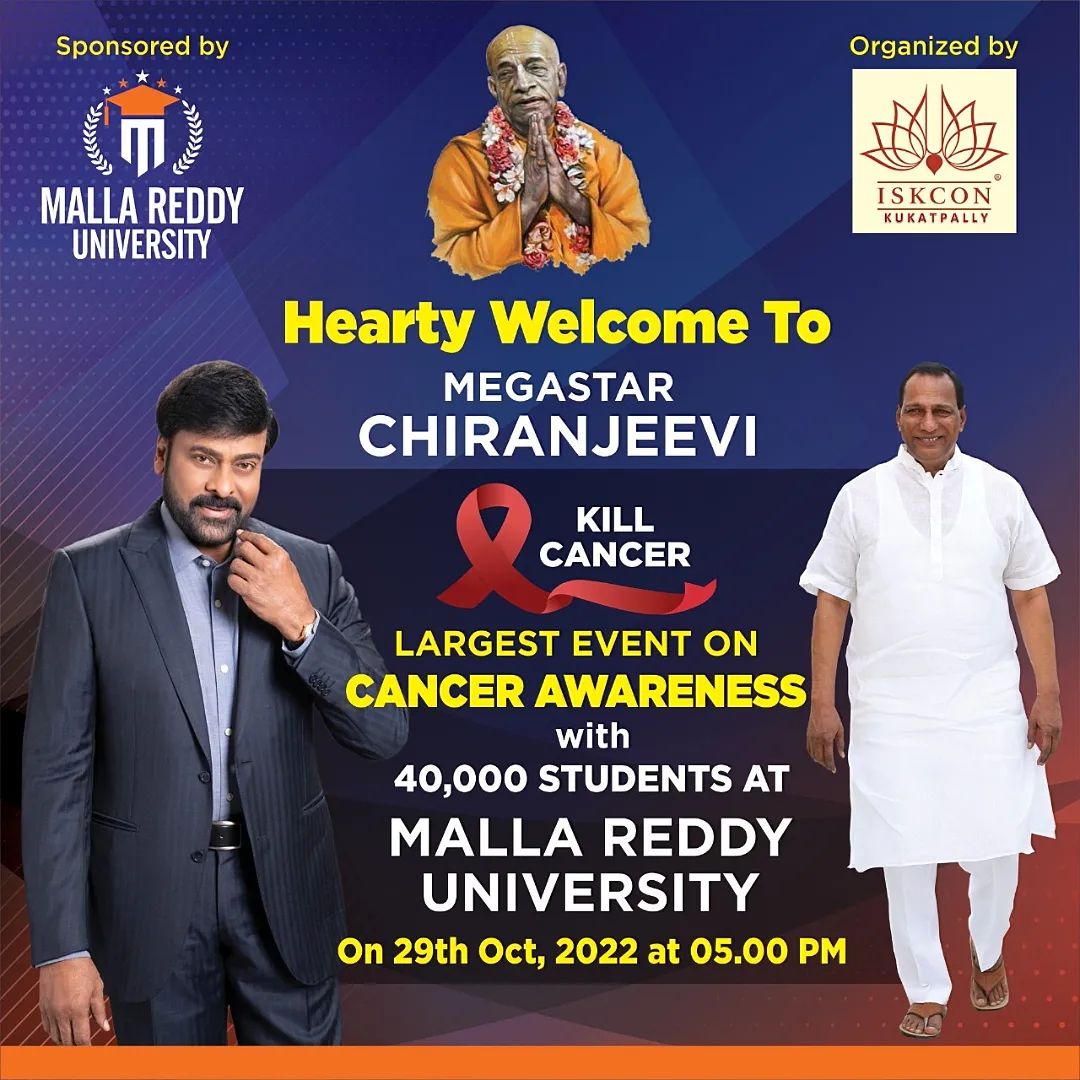 Sponsored by
MALLA REDDY
UNIVERSITY
Organized by
ISKCON®
KUKATPALLY
Hearty Welcome To
MEGASTAR
CHIRANJEEVI
KILL
CANCER
LARGEST EVENT ON
CANCER AWARENESS
with
40,000 STUDENTS AT
MALLA REDDY
UNIVERSITY
On 29th Oct, 2022 at 05.00 PM